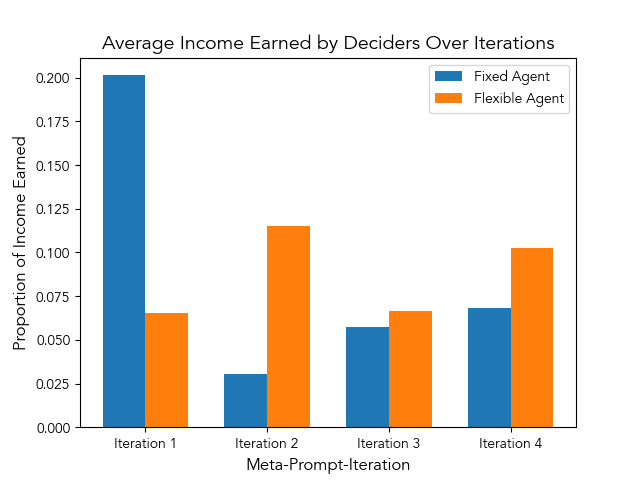 Average Income Earned by Deciders Over Iterations
Fixed Agent
Flexible Agent
Proportion of Income Earned
0.200
0.175
0.150
0.125
0.100
0.075
0.050
0.025
0.000
Iteration 1
Iteration 2
Iteration 3
Iteration 4
Meta-Prompt-Iteration